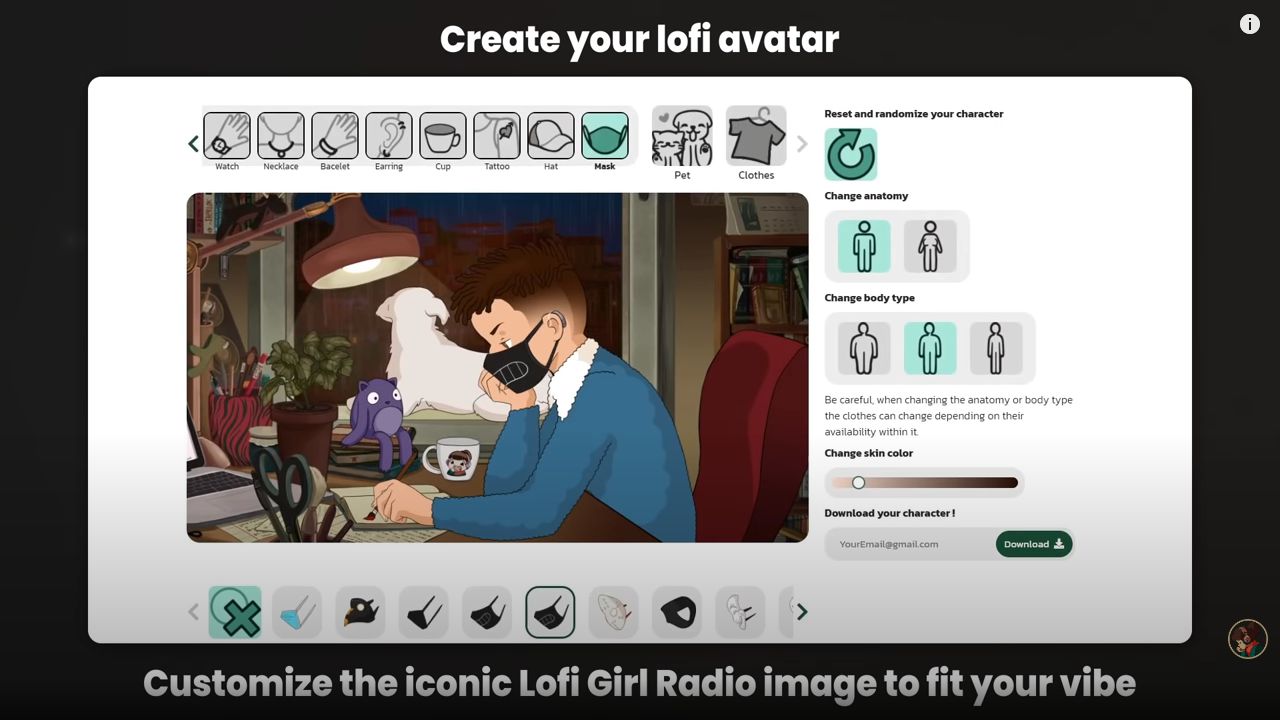 Create your lofi avatar
Watch
Necklace
Bacelet
Earring
Cup
Tattoo
Hat
Mask
Pet
Clothes
Reset and randomize your character
Change anatomy
Change body type
Be careful, when changing the anatomy or body type
the clothes can change depending on their
availability within it.
Change skin color
Download your character !
YourEmail@gmail.com
Download
Customize the iconic Lofi Girl Radio image to fit your vibe